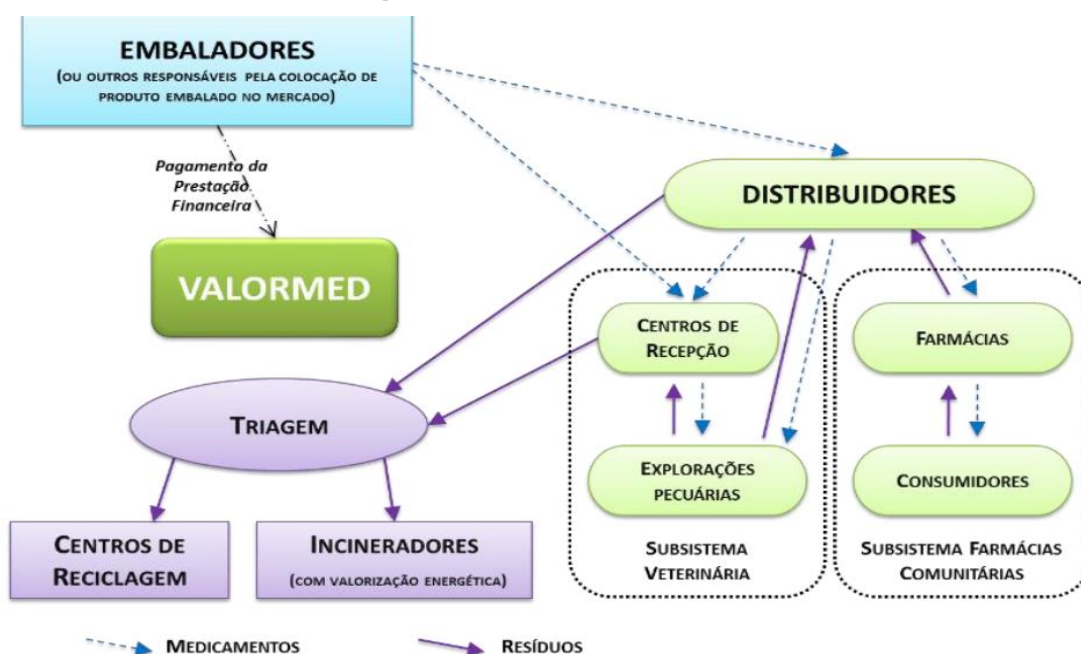 EMBALADORES
(OU OUTROS RESPONSÁVEIS PELA COLOCAÇÃO DE
PRODUTO EMBALADO NO MERCADO)
Pagamento da
Prestação
Financeira
VALORMED
DISTRIBUIDORES
CENTROS DE
RECEPÇÃO
FARMÁCIAS
TRIAGEM
EXPLORAÇÕES
PECUÁRIAS
CONSUMIDORES
CENTROS DE
RECICLAGEM
INCINERADORES
(COM VALORIZAÇÃO ENERGÉTICA)
SUBSISTEMA
VETERINÁRIA
SUBSISTEMA FARMÁCIAS
COMUNITÁRIAS
MEDICAMENTOS
RESÍDUOS